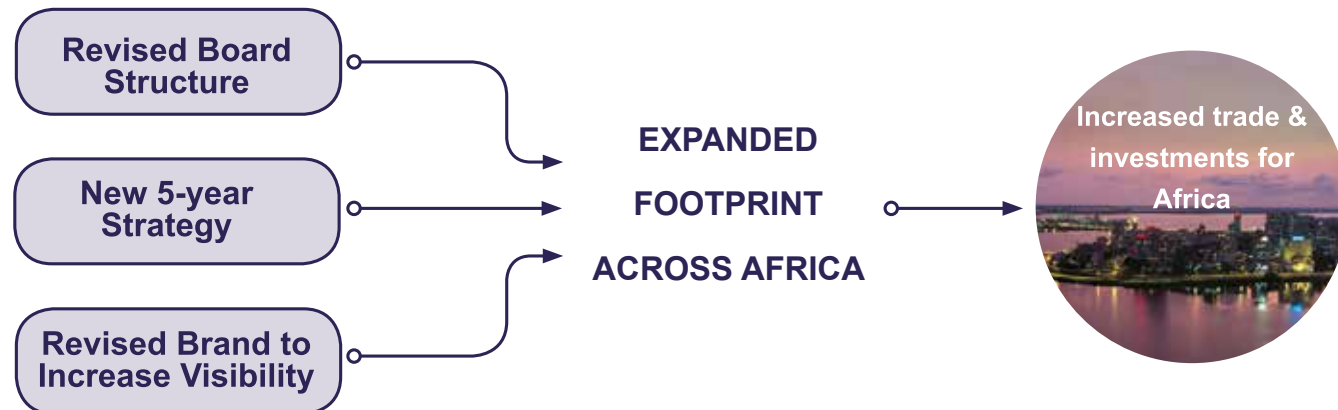 Revised Board
Structure
New 5-year
Strategy
Revised Brand to
Increase Visibility
EXPANDED
FOOTPRINT
ACROSS AFRICA
Increased trade &
investments for
Africa